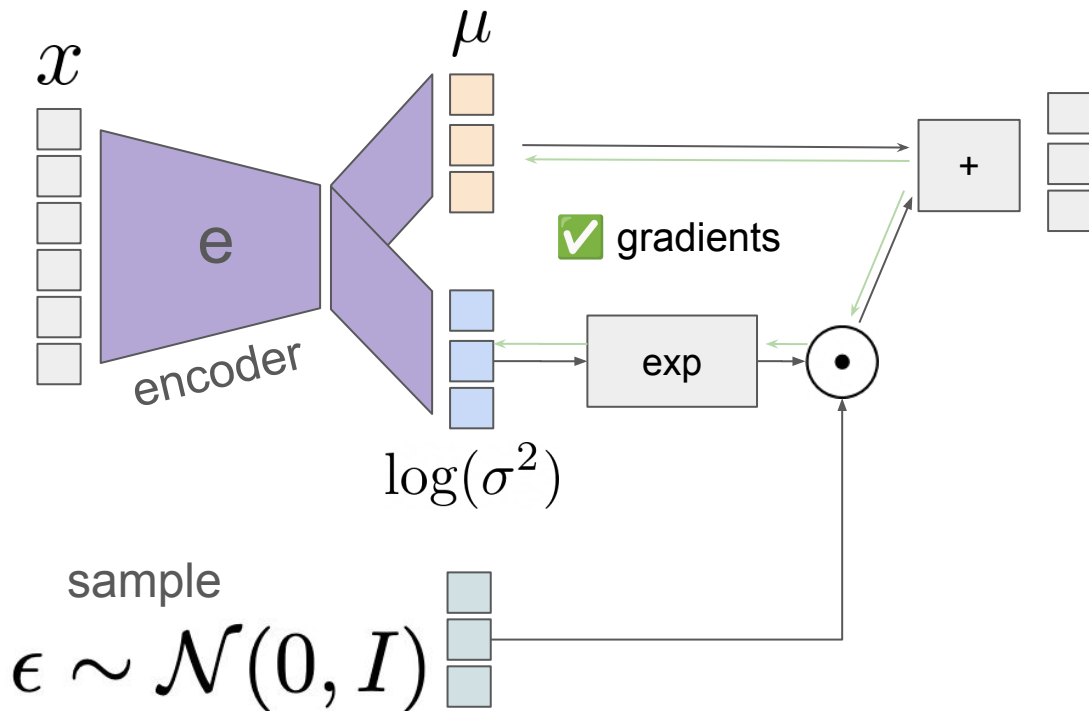 x
μ
e
encoder
+
✅ gradients
exp
log(σ²)
sample
ϵ ∼ 𝒩(0, I)